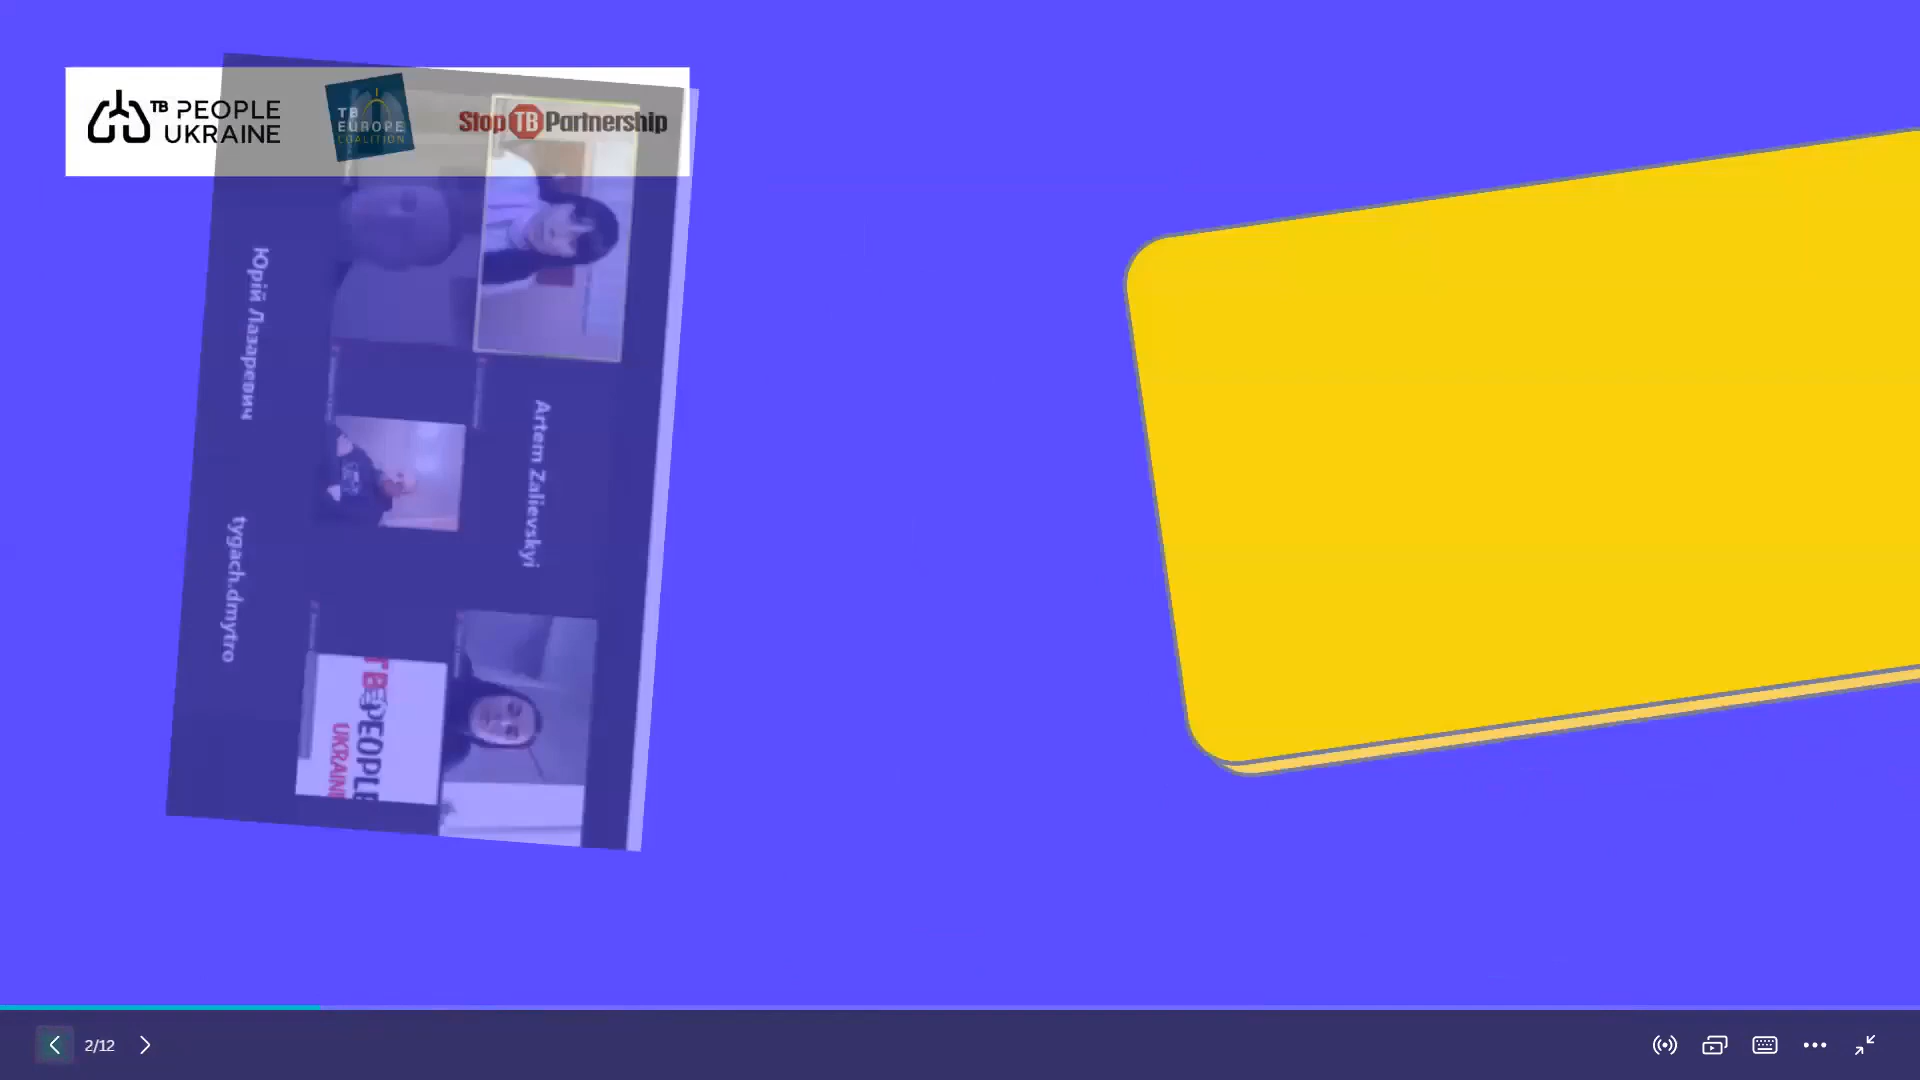 TB PEOPLE
UKRAINE
TB
EUROPE
COALITION
Stop TB Partnership
Юрій Лазаревич
Artem Zalievskyi
tygach.dmytro
TB PEOPLE
UKRAINE
2/12